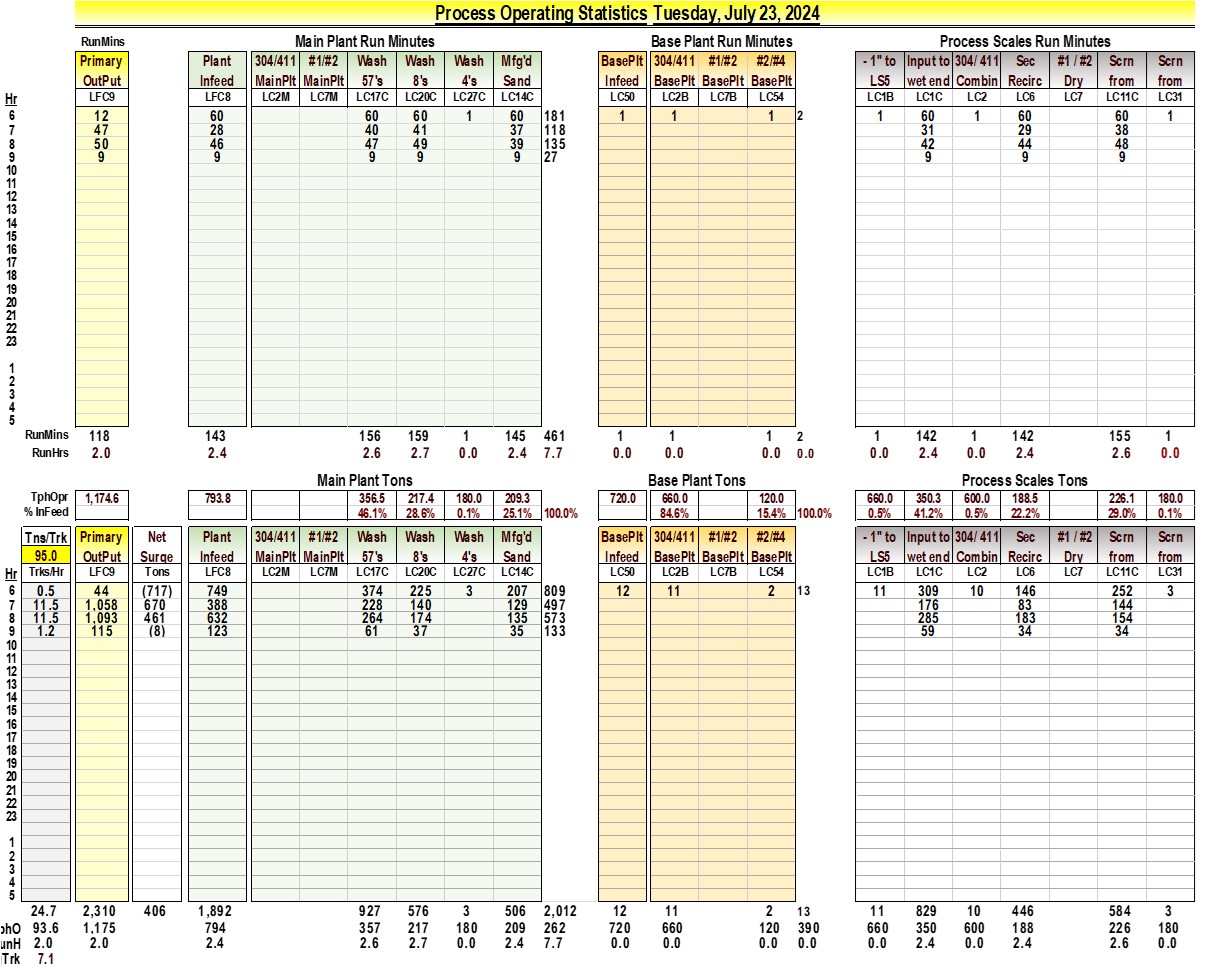 Process Operating Statistics Tuesday, July 23, 2024
RunMins Main Plant Run Minutes Base Plant Run Minutes Process Scales Run Minutes
Primary Plant 304/411 #1/#2 Wash Wash Wash Mfg'd BasePlt 304/411 #1/#2 #2/#4 - 1" to Input to 304/ 411 Sec #1 / #2 Scrn Scrn
OutPut Infeed MainPlt MainPlt 57's 8's 4's Sand Infeed BasePlt BasePlt BasePlt LS5 wet end Combin Recirc Dry from from
Hr LFC9 LFC8 LC2M LC7M LC17C LC20C LC27C LC14C LC50 LC2B LC7B LC54 LC1B LC1C LC2 LC6 LC7 LC11C LC31
6 12 60 60 60 1 60 181 1 1 1 2 1 60 1 60 60 1
7 47 28 40 41 37 118 31 29 38
8 50 46 47 49 39 135 42 44 48
9 9 9 9 9 9 27 9 9 9
10
11
12
13
14
15
16
17
18
19
20
21
22
23
1
2
3
4
5
RunMins 118 143 156 159 1 145 461 1 1 1 2 1 142 1 142 155 1
RunHrs 2.0 2.4 2.6 2.7 0.0 2.4 7.7 0.0 0.0 0.0 0.0 0.0 2.4 0.0 2.4 2.6 0.0
Main Plant Tons Base Plant Tons Process Scales Tons
TphOpr 1,174.6 793.8 356.5 217.4 180.0 209.3 720.0 660.0 120.0 660.0 350.3 600.0 188.5 226.1 180.0
% InFeed 46.1% 28.6% 0.1% 25.1% 100.0% 84.6% 15.4% 100.0% 0.5% 41.2% 0.5% 22.2% 29.0% 0.1%
Tns/Trk Primary Net Plant 304/411 #1/#2 Wash Wash Wash Mfg'd BasePlt 304/411 #1/#2 #2/#4 - 1" to Input to 304/ 411 Sec #1 / #2 Scrn Scrn
95.0 OutPut Surge Infeed MainPlt MainPlt 57's 8's 4's Sand Infeed BasePlt BasePlt BasePlt LS5 wet end Combin Recirc Dry from from
Hr Trks/Hr LFC9 Tons LFC8 LC2M LC7M LC17C LC20C LC27C LC14C LC50 LC2B LC7B LC54 LC1B LC1C LC2 LC6 LC7 LC11C LC31
6 0.5 44 (717) 749 374 225 3 207 809 12 11 2 13 11 309 10 146 252 3
7 11.5 1,058 670 388 228 140 129 497 176 83 144
8 11.5 1,093 461 632 264 174 135 573 285 183 154
9 1.2 115 (8) 123 61 37 35 133 59 34 34
10
11
12
13
14
15
16
17
18
19
20
21
22
23
1
2
3
4
5
24.7 2,310 406 1,892 927 576 3 506 2,012 12 11 2 13 11 829 10 446 584 3
phO 93.6 1,175 794 357 217 180 209 262 720 660 120 390 660 350 600 188 226 180
unH 2.0 2.0 2.4 2.6 2.7 0.0 2.4 7.7 0.0 0.0 0.0 0.0 0.0 2.4 0.0 2.4 2.6 0.0
Trk 7.1